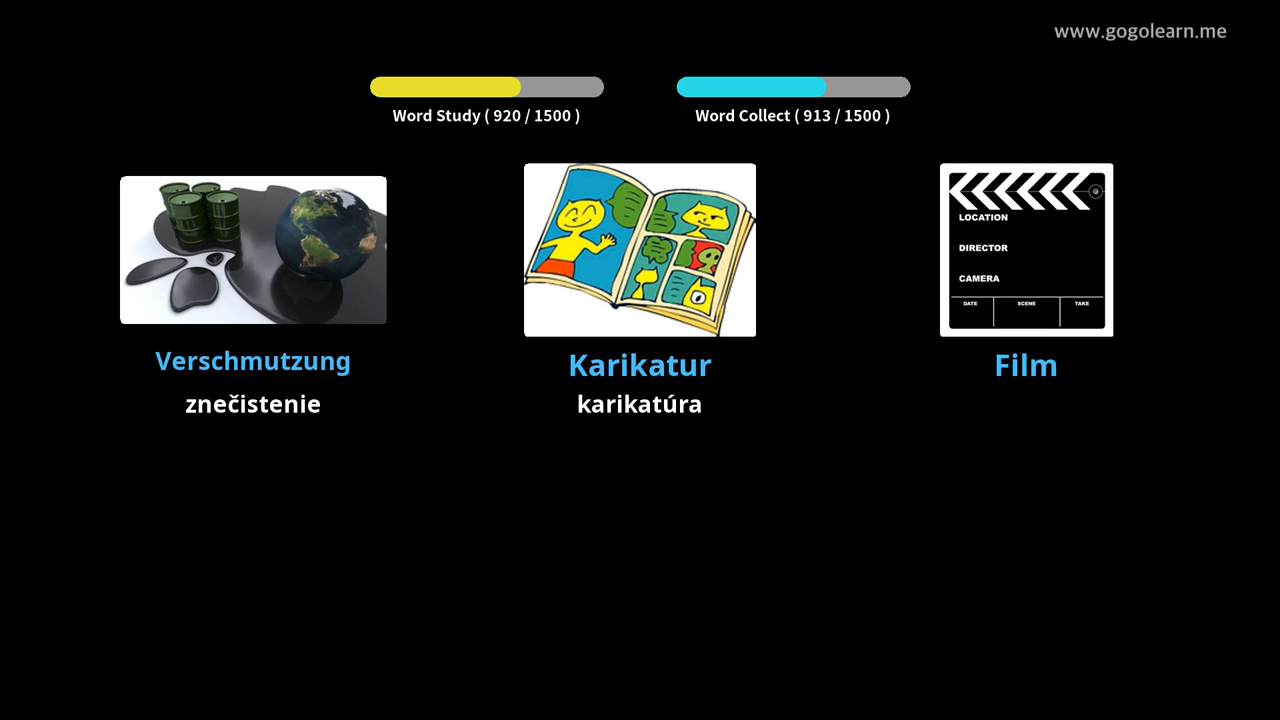 www.gogolearn.me
Word Study ( 920 / 1500 )
Word Collect ( 913 / 1500 )
LOCATION
DIRECTOR
CAMERA
DATE SCENE TAKE
Verschmutzung
Karikatur
Film
znečistenie
karikatúra